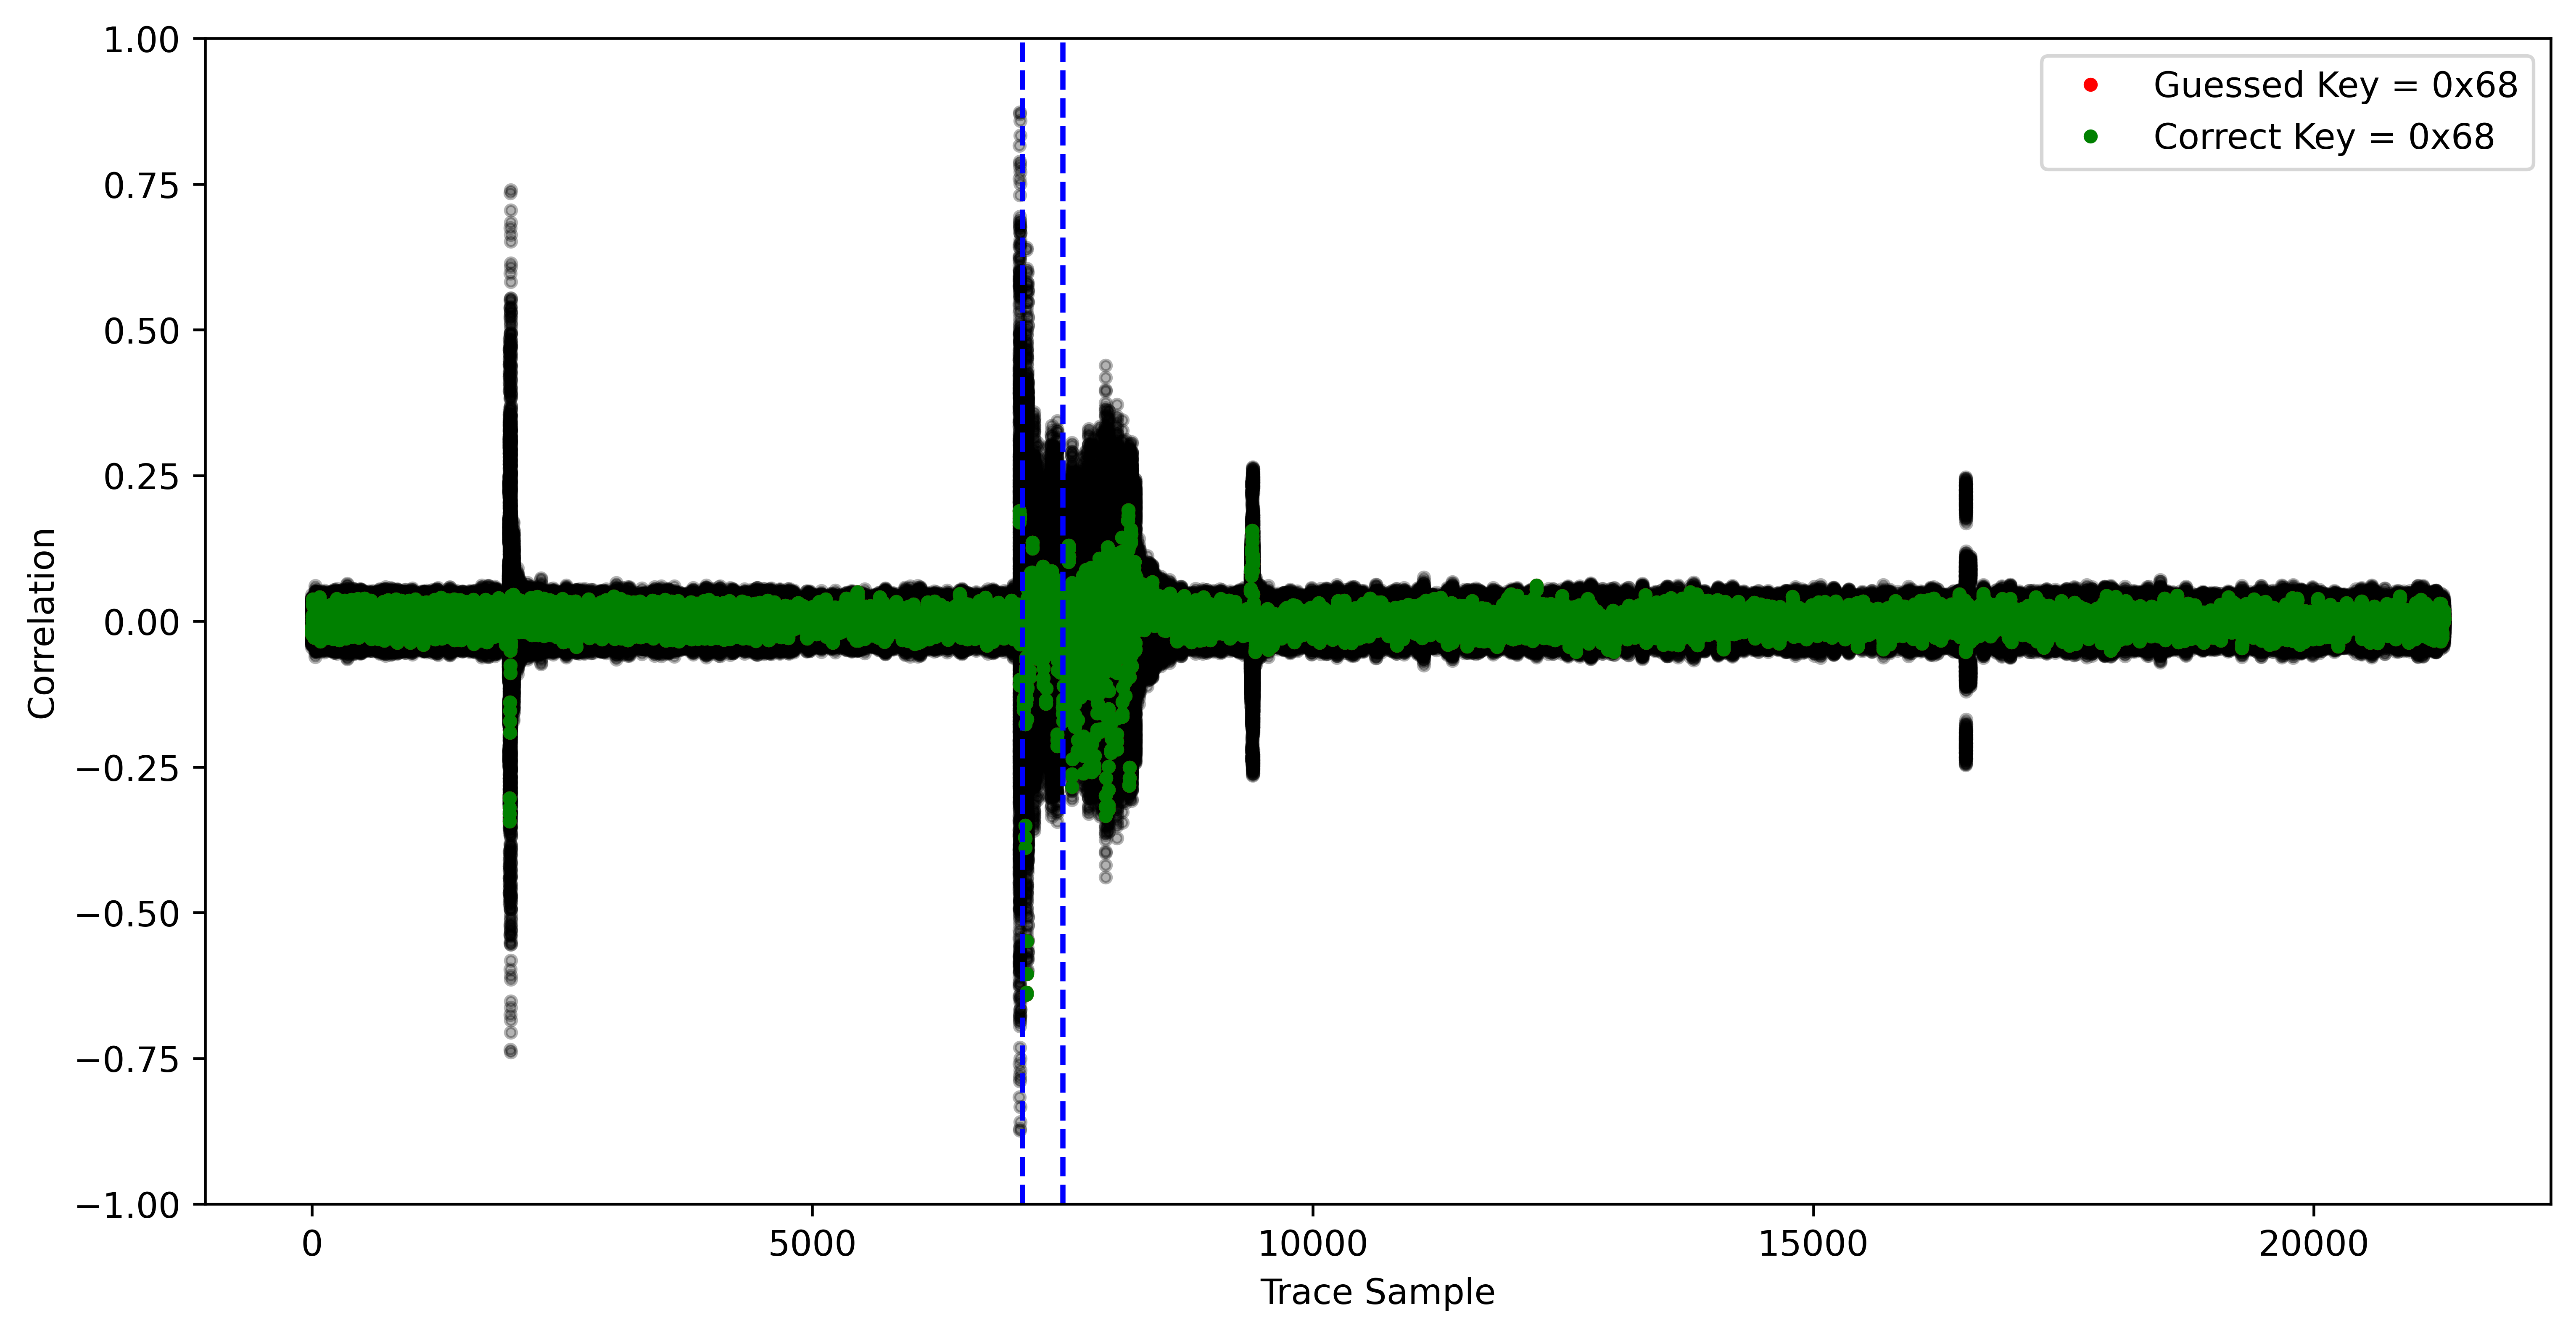 1.00
0.75
0.50
0.25
0.00
−0.25
−0.50
−0.75
−1.00
Correlation
Guessed Key = 0x68
Correct Key = 0x68
0 5000 10000 15000 20000
Trace Sample